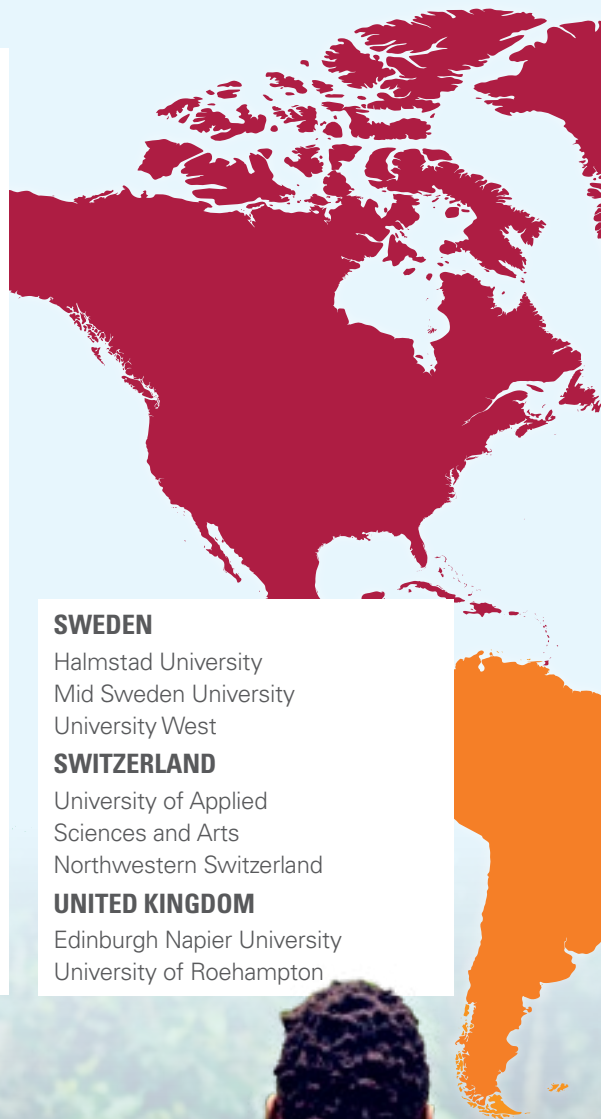 SWEDEN
Halmstad University
Mid Sweden University
University West
SWITZERLAND
University of Applied
Sciences and Arts
Northwestern Switzerland
UNITED KINGDOM
Edinburgh Napier University
University of Roehampton